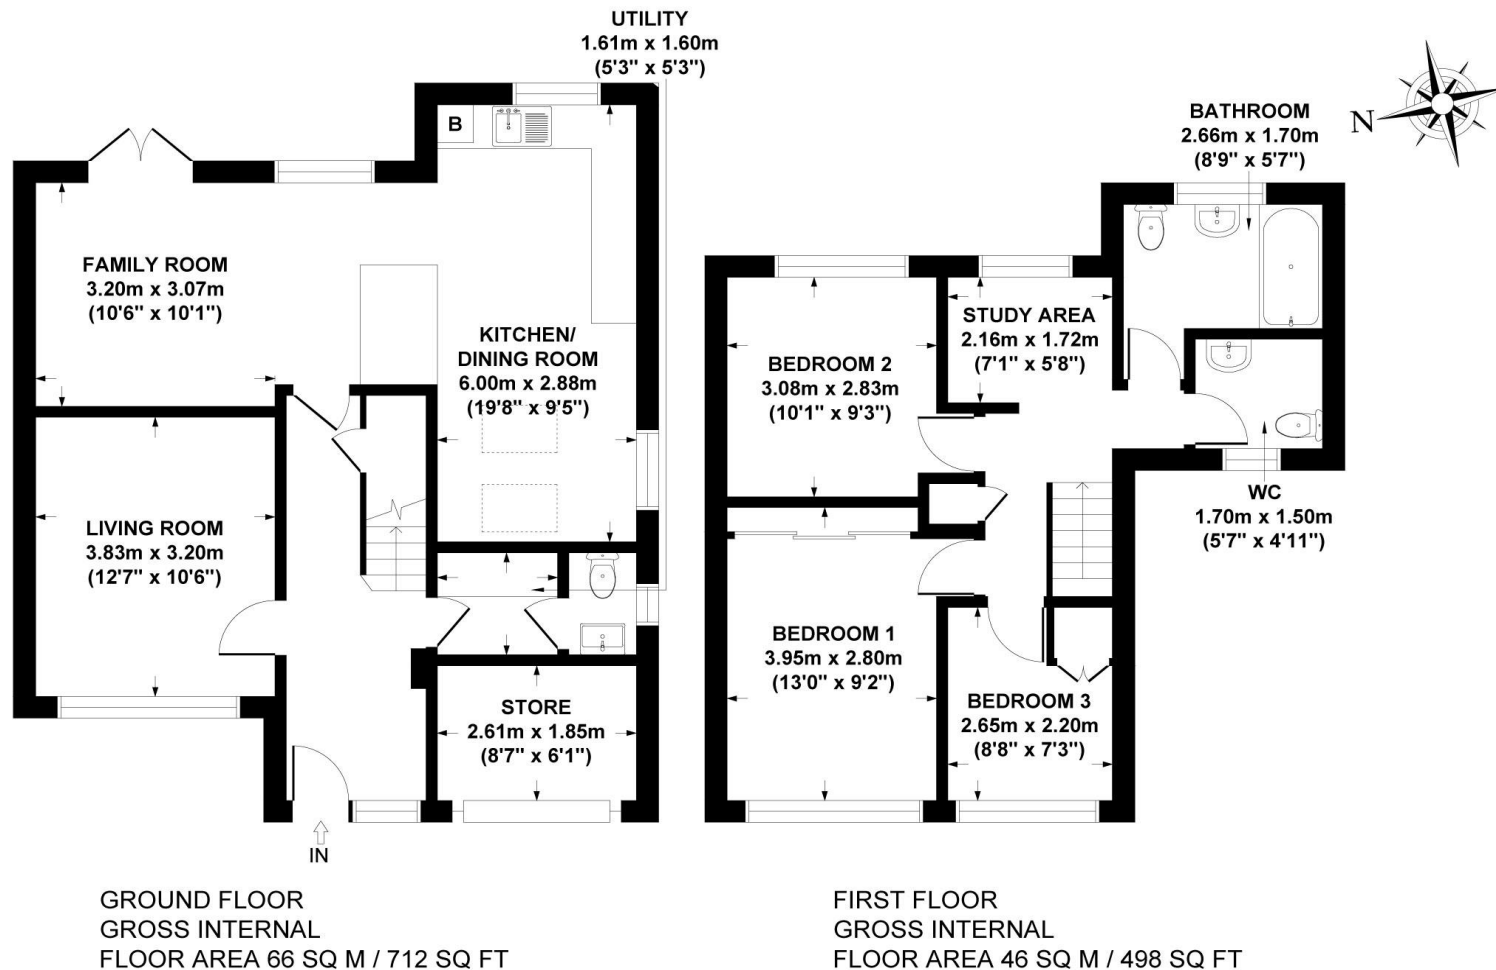 UTILITY
1.61m x 1.60m
(5'3" x 5'3")
B
FAMILY ROOM
3.20m x 3.07m
(10'6" x 10'1")
KITCHEN/
DINING ROOM
6.00m x 2.88m
(19'8" x 9'5")
LIVING ROOM
3.83m x 3.20m
(12'7" x 10'6")
STORE
2.61m x 1.85m
(8'7" x 6'1")
IN
GROUND FLOOR
GROSS INTERNAL
FLOOR AREA 66 SQ M / 712 SQ FT
N
BATHROOM
2.66m x 1.70m
(8'9" x 5'7")
STUDY AREA
2.16m x 1.72m
(7'1" x 5'8")
BEDROOM 2
3.08m x 2.83m
(10'1" x 9'3")
WC
1.70m x 1.50m
(5'7" x 4'11")
BEDROOM 1
3.95m x 2.80m
(13'0" x 9'2")
BEDROOM 3
2.65m x 2.20m
(8'8" x 7'3")
FIRST FLOOR
GROSS INTERNAL
FLOOR AREA 46 SQ M / 498 SQ FT